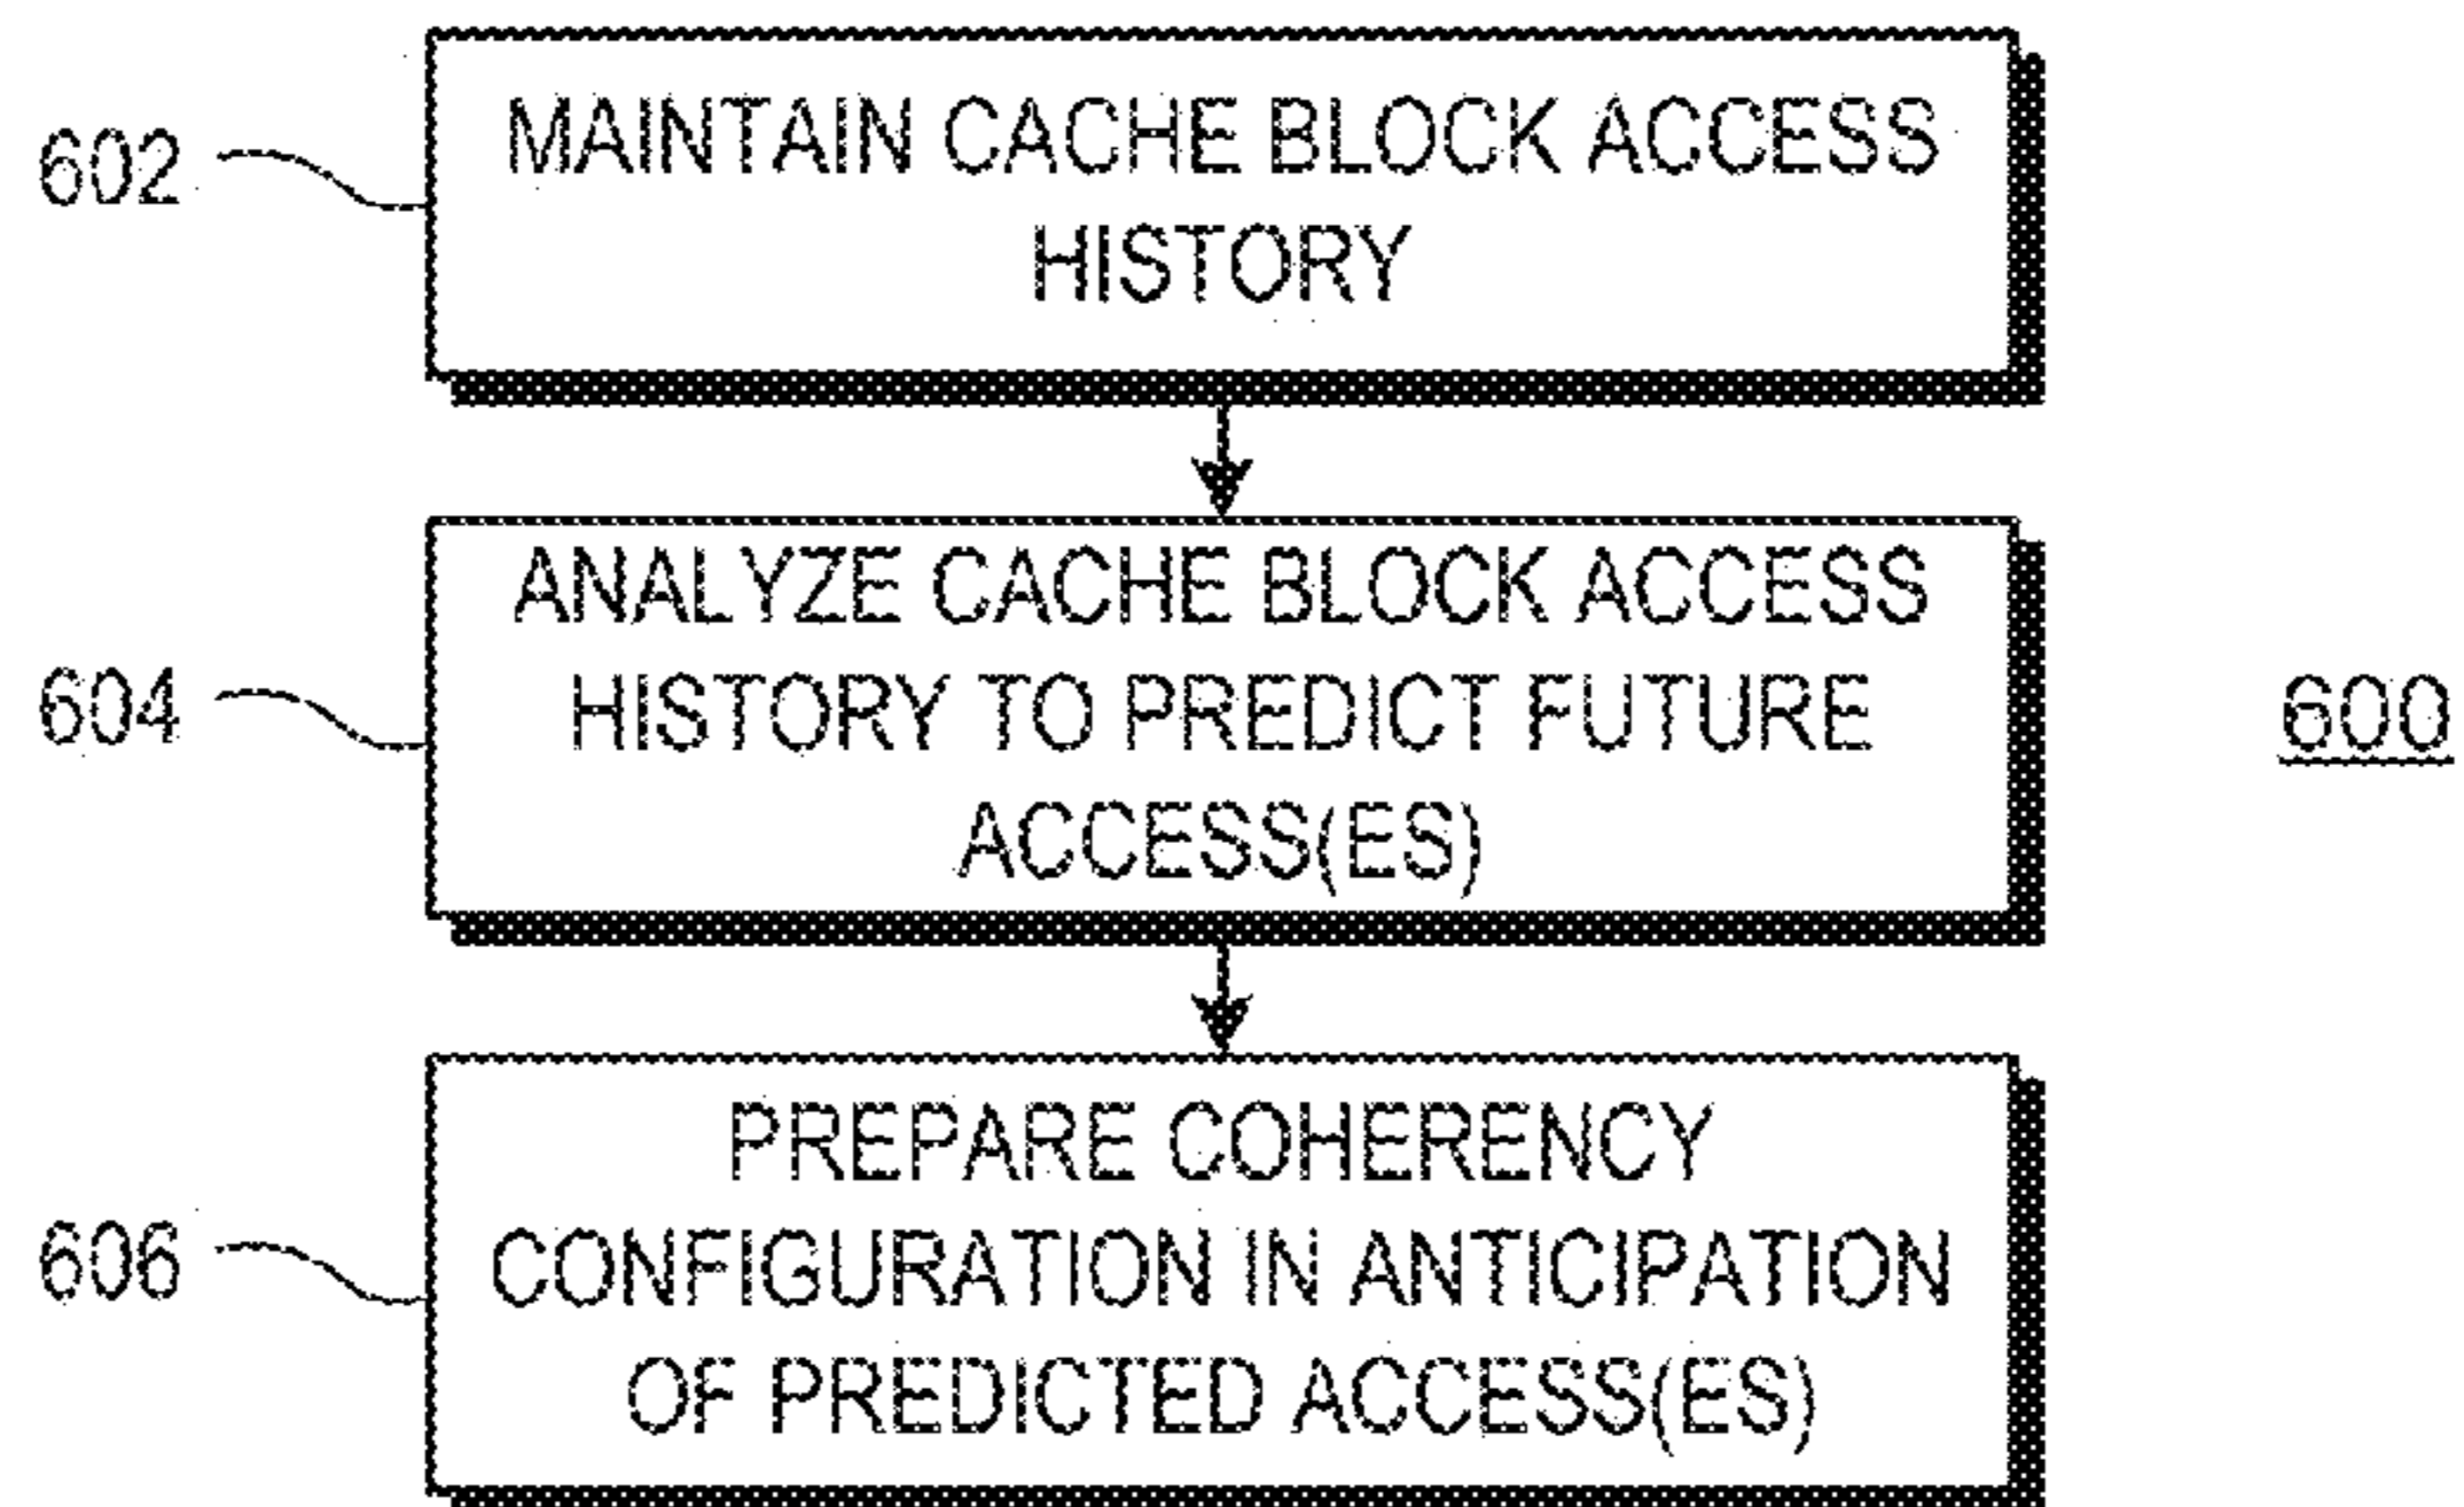 602
MAINTAIN CACHE BLOCK ACCESS
HISTORY
604
ANALYZE CACHE BLOCK ACCESS
HISTORY TO PREDICT FUTURE
ACCESS(ES)
600
606
PREPARE COHERENCY
CONFIGURATION IN ANTICIPATION
OF PREDICTED ACCESS(ES)